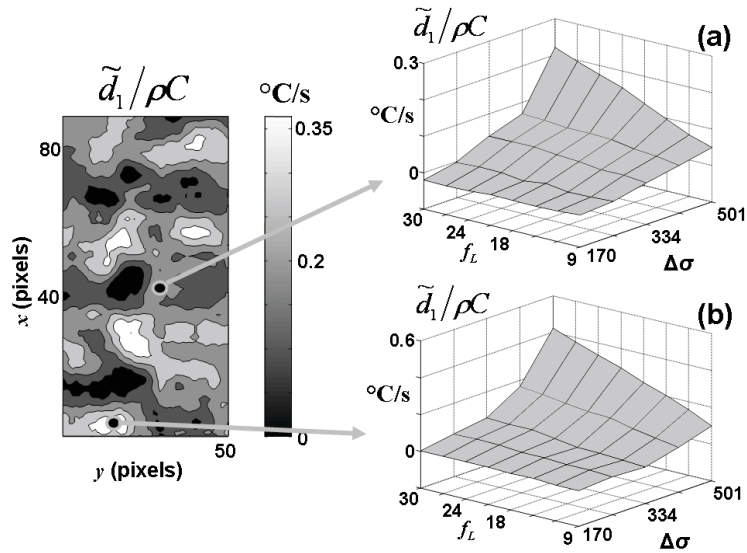 d̃₁/ρC
°C/s
80
40
x (pixels)
y (pixels)
50
0.35
0.2
0
d̃₁/ρC
(a)
0.3
°C/s
0
30
24
18
9
f_L
170
334
501
Δσ
d̃₁/ρC
(b)
0.6
°C/s
0
30
24
18
9
f_L
170
334
501
Δσ